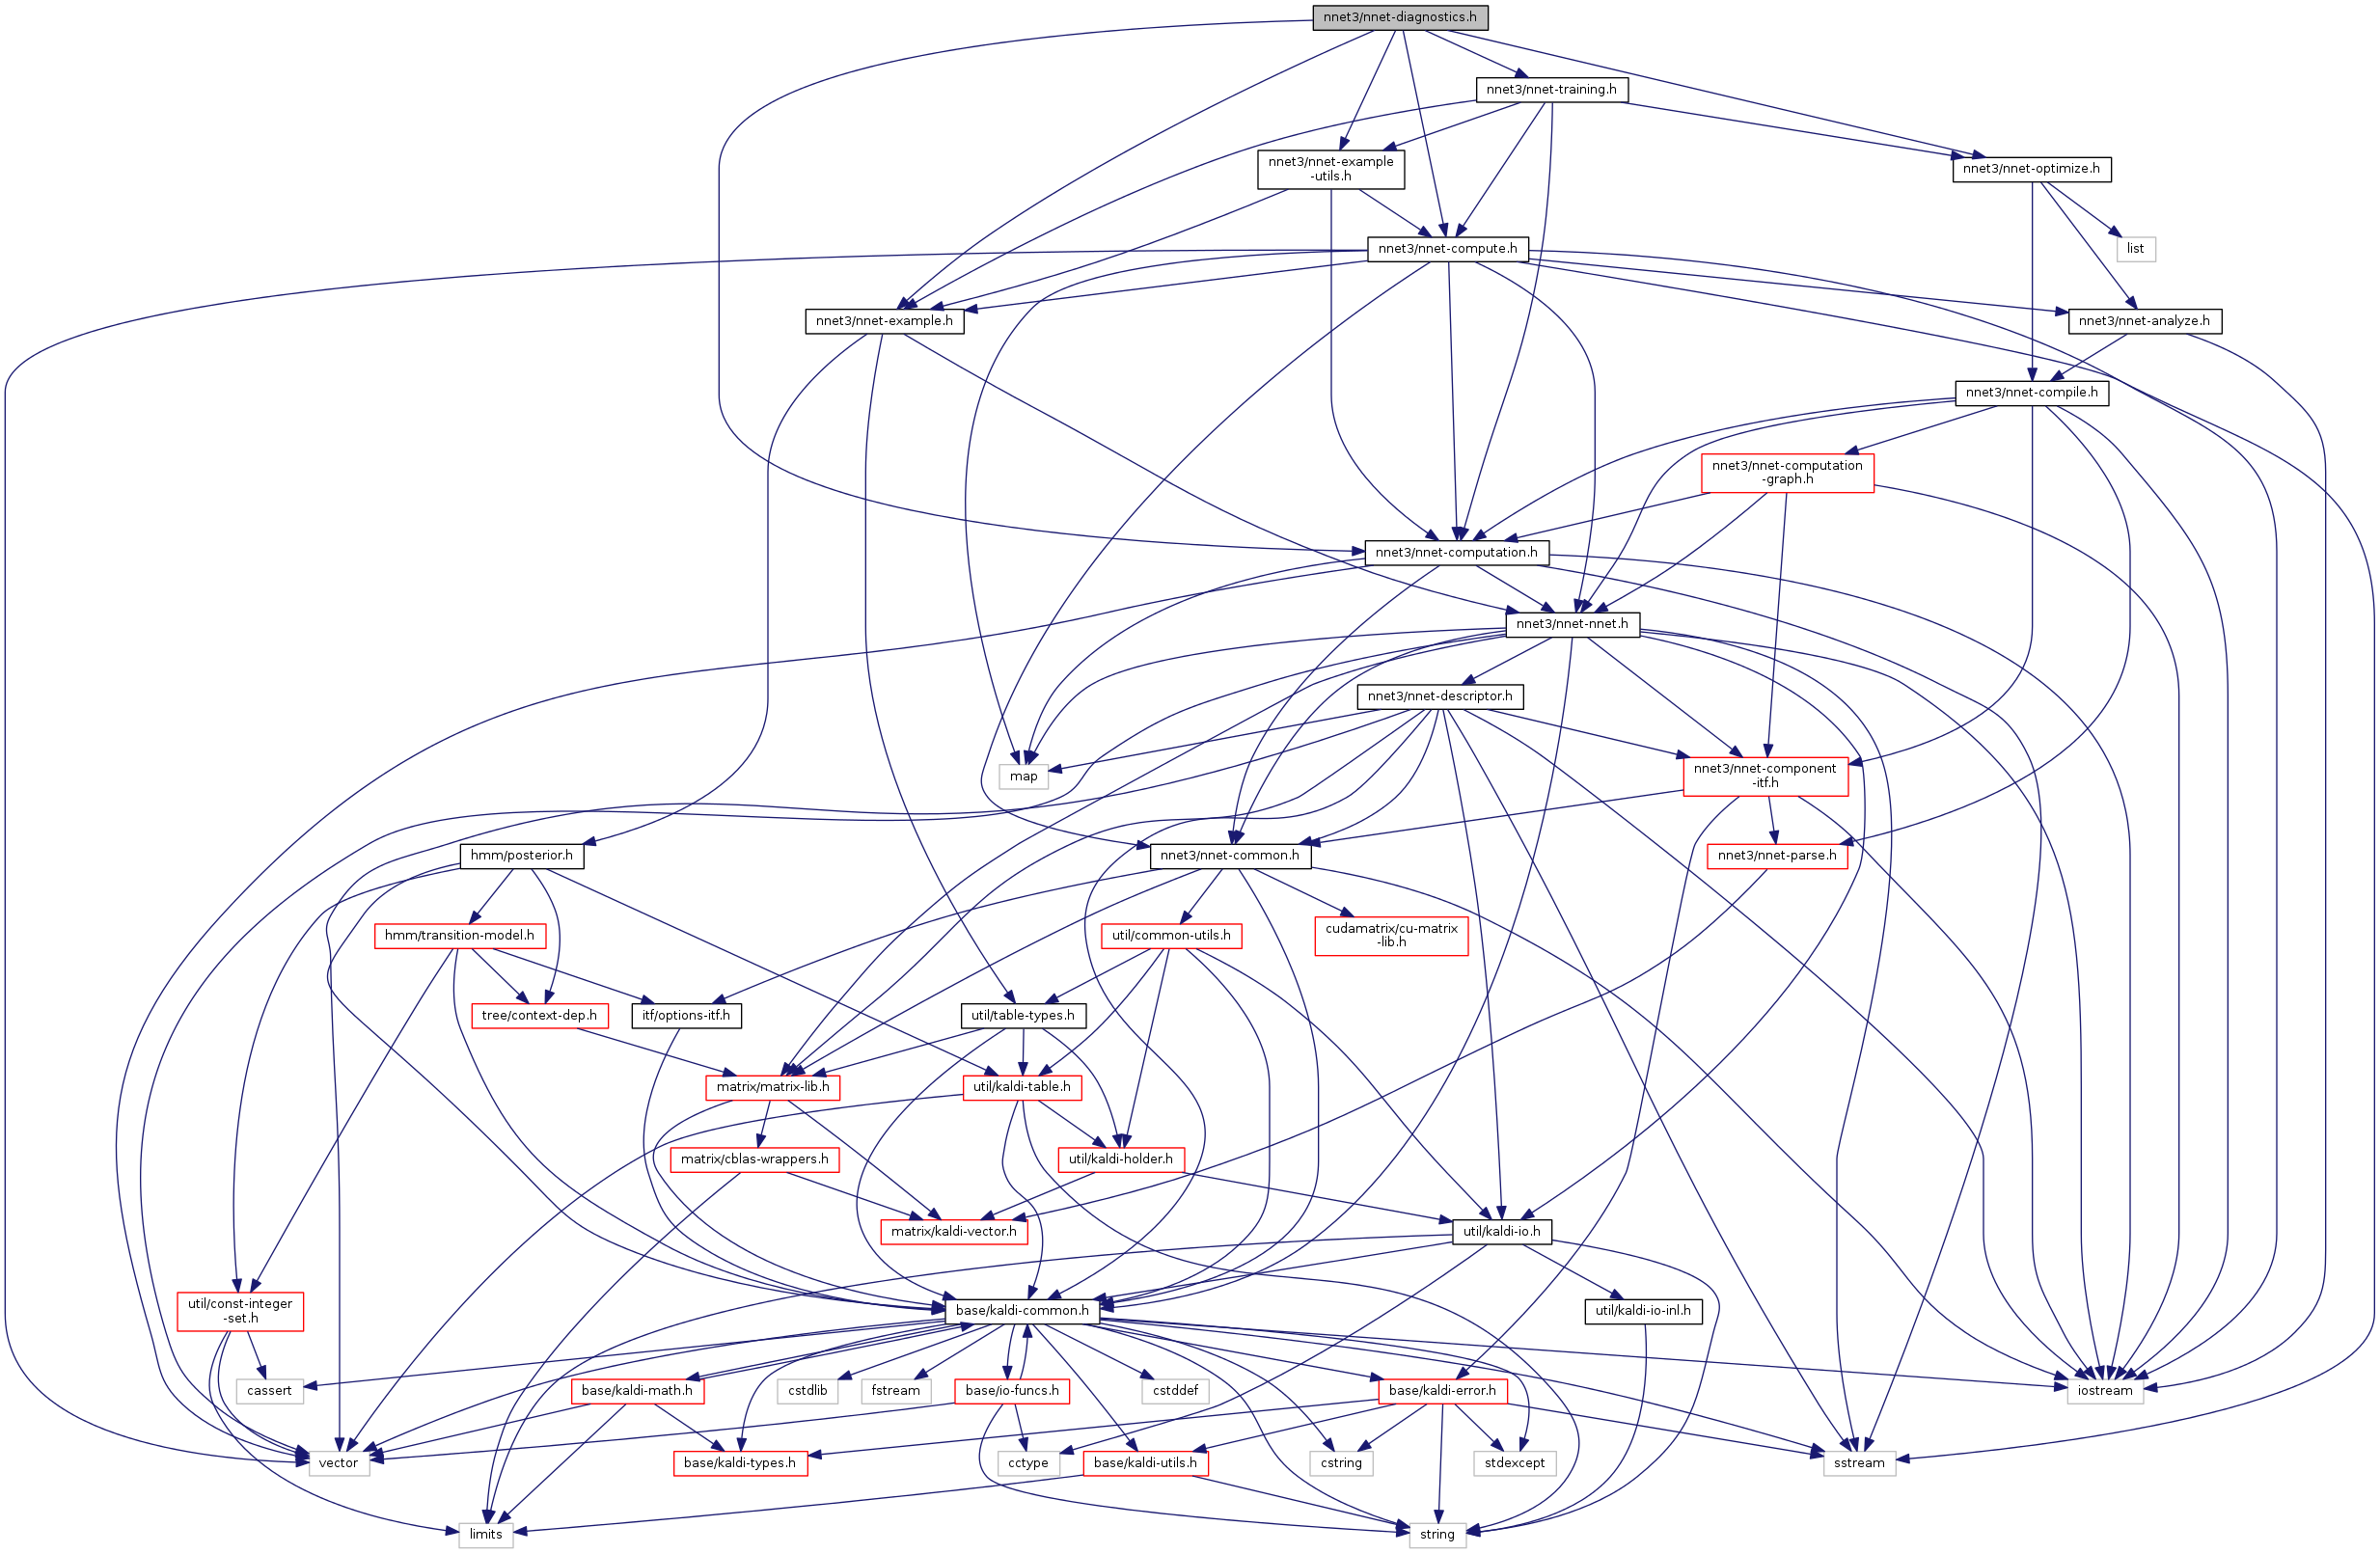 nnet3/nnet-diagnostics.h
nnet3/nnet-training.h
nnet3/nnet-example
-utils.h
nnet3/nnet-optimize.h
nnet3/nnet-compute.h
list
nnet3/nnet-example.h
nnet3/nnet-analyze.h
nnet3/nnet-compile.h
nnet3/nnet-computation
-graph.h
nnet3/nnet-computation.h
nnet3/nnet-nnet.h
nnet3/nnet-descriptor.h
map
nnet3/nnet-component
-itf.h
hmm/posterior.h
nnet3/nnet-common.h
nnet3/nnet-parse.h
hmm/transition-model.h
util/common-utils.h
cudamatrix/cu-matrix
-lib.h
tree/context-dep.h
itf/options-itf.h
util/table-types.h
matrix/matrix-lib.h
util/kaldi-table.h
matrix/cblas-wrappers.h
util/kaldi-holder.h
matrix/kaldi-vector.h
util/kaldi-io.h
util/const-integer
-set.h
base/kaldi-common.h
util/kaldi-io-inl.h
cassert
base/kaldi-math.h
cstdlib
fstream
base/io-funcs.h
cstddef
base/kaldi-error.h
iostream
vector
base/kaldi-types.h
cctype
base/kaldi-utils.h
cstring
stdexcept
sstream
limits
string